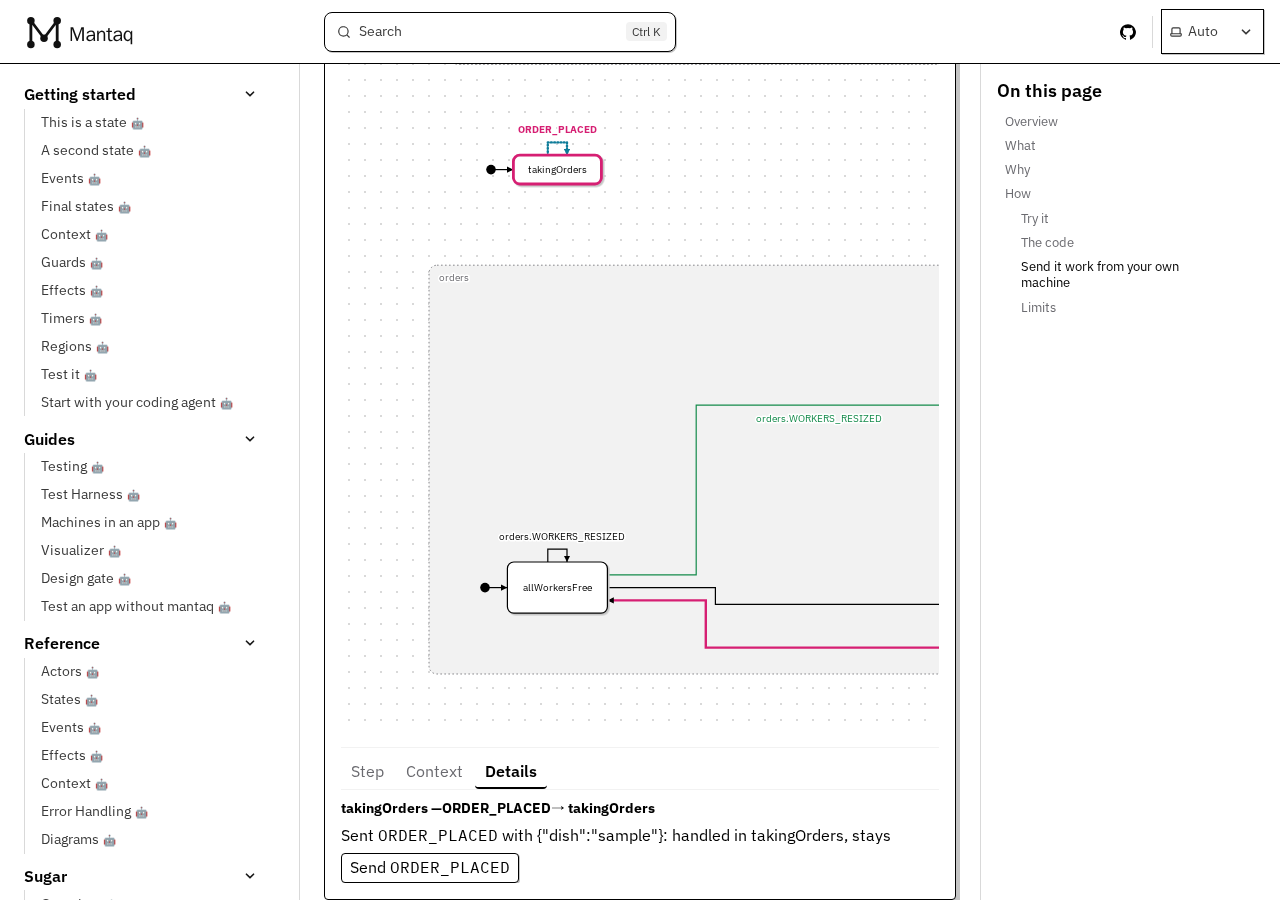 Mantaq
Search
Ctrl K
Auto
Getting started
This is a state 🤖
A second state 🤖
Events 🤖
Final states 🤖
Context 🤖
Guards 🤖
Effects 🤖
Timers 🤖
Regions 🤖
Test it 🤖
Start with your coding agent 🤖
Guides
Testing 🤖
Test Harness 🤖
Machines in an app 🤖
Visualizer 🤖
Design gate 🤖
Test an app without mantaq 🤖
Reference
Actors 🤖
States 🤖
Events 🤖
Effects 🤖
Context 🤖
Error Handling 🤖
Diagrams 🤖
Sugar
ORDER_PLACED
takingOrders
orders
orders.WORKERS_RESIZED
orders.WORKERS_RESIZED
allWorkersFree
Step
Context
Details
takingOrders —ORDER_PLACED→ takingOrders
Sent ORDER_PLACED with {"dish":"sample"}: handled in takingOrders, stays
Send ORDER_PLACED
On this page
Overview
What
Why
How
Try it
The code
Send it work from your own
machine
Limits